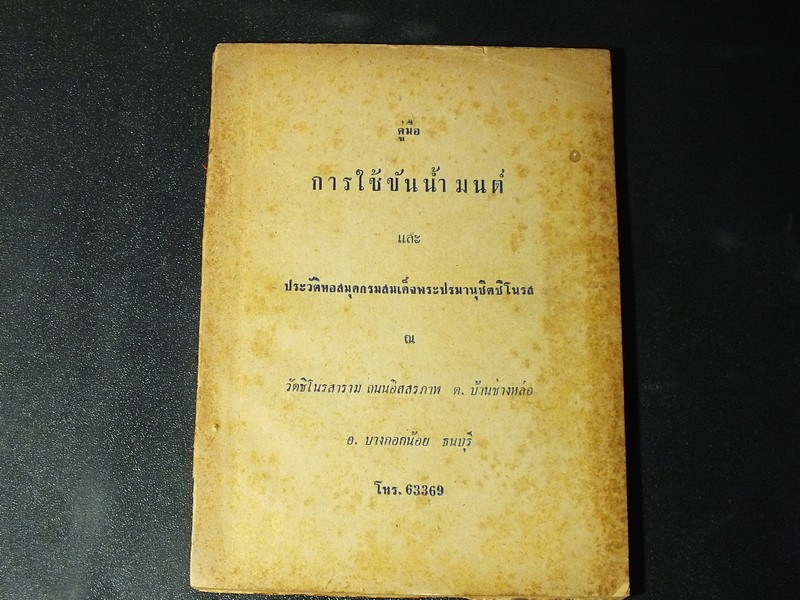 คู่มือ
การใช้ขันน้ำมนต์
และ
ประวัติหอสมุดกรมสมเด็จพระปรมานุชิตชิโนรส
ณ
วัดชิโนรสาราม ถนนอิสสรภาพ ต. บ้านช่างหล่อ
อ. บางกอกน้อย ธนบุรี
โทร. 63369